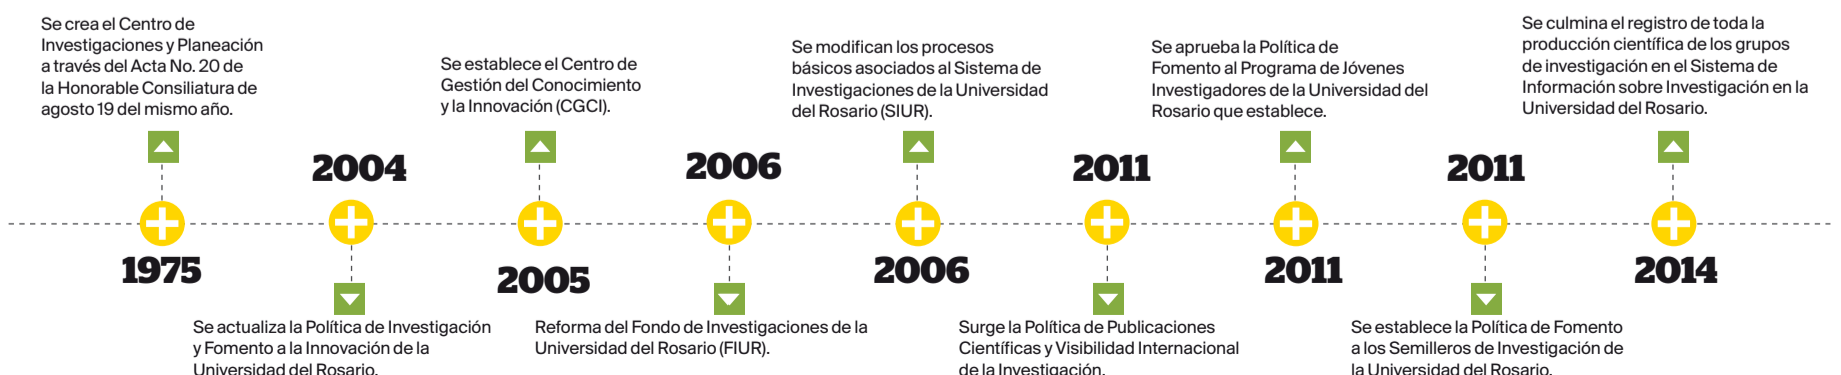 Se crea el Centro de
Investigaciones y Planeación
a través del Acta No. 20 de
la Honorable Consiliatura de
agosto 19 del mismo año.
1975
2004
Se actualiza la Política de Investigación
y Fomento a la Innovación de la
Universidad del Rosario.
Se establece el Centro de
Gestión del Conocimiento
y la Innovación (CGCI).
2005
2006
Reforma del Fondo de Investigaciones de la
Universidad del Rosario (FIUR).
Se modifican los procesos
básicos asociados al Sistema de
Investigaciones de la Universidad
del Rosario (SIUR).
2006
2011
Surge la Política de Publicaciones
Científicas y Visibilidad Internacional
de la Investigación.
Se aprueba la Política de
Fomento al Programa de Jóvenes
Investigadores de la Universidad del
Rosario que establece.
2011
2011
Se establece la Política de Fomento
a los Semilleros de Investigación de
la Universidad del Rosario.
Se culmina el registro de toda la
producción científica de los grupos
de investigación en el Sistema de
Información sobre Investigación en la
Universidad del Rosario.
2014